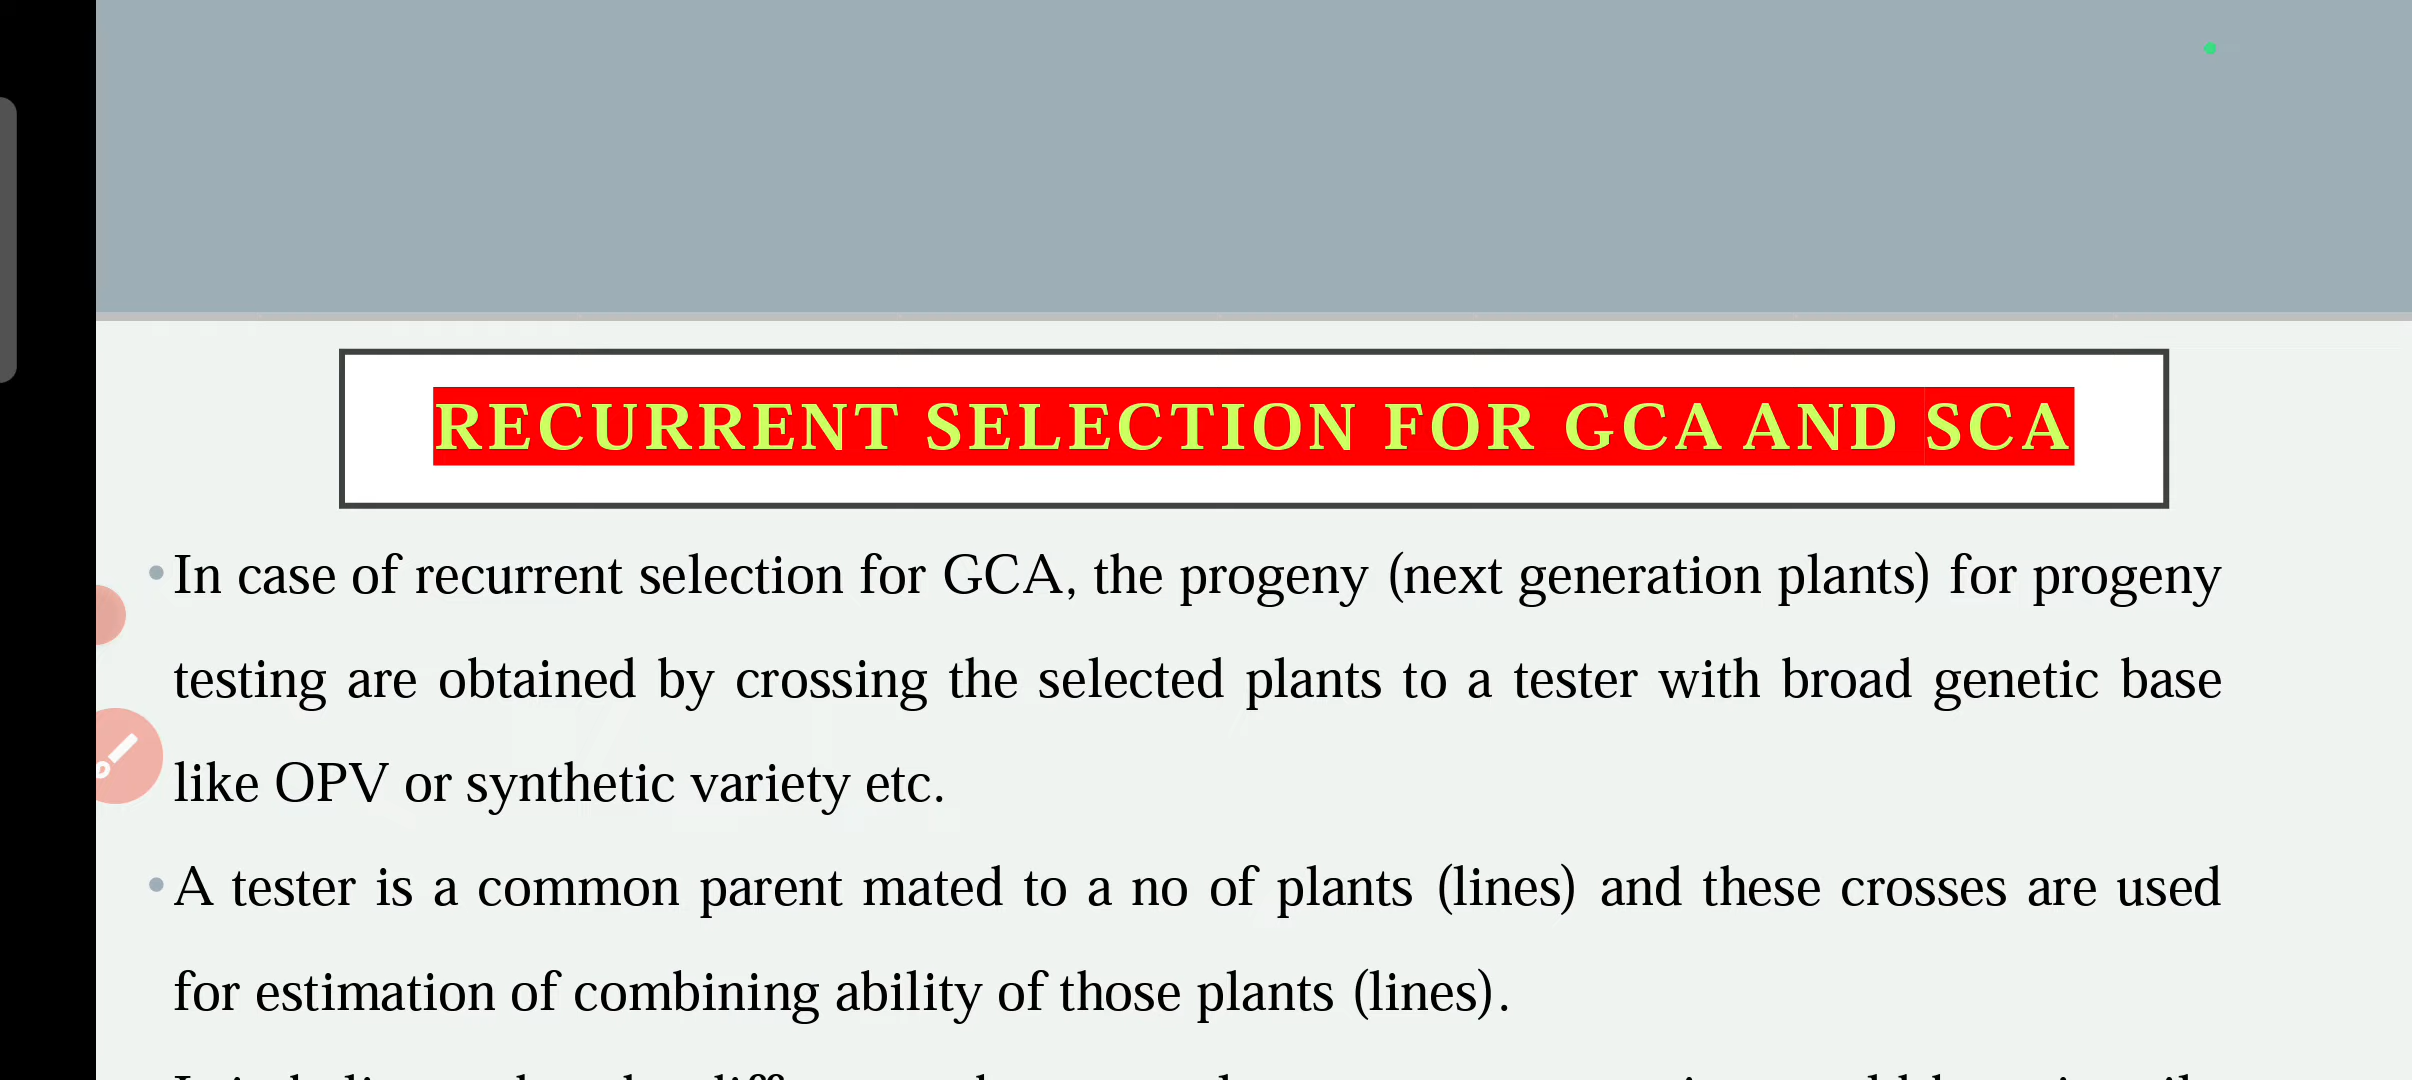 RECURRENT SELECTION FOR GCA AND SCA
• In case of recurrent selection for GCA, the progeny (next generation plants) for progeny
testing are obtained by crossing the selected plants to a tester with broad genetic base
like OPV or synthetic variety etc.
• A tester is a common parent mated to a no of plants (lines) and these crosses are used
for estimation of combining ability of those plants (lines).